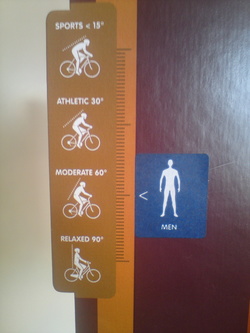 SPORTS < 15°
ATHLETIC 30°
MODERATE 60°
RELAXED 90°
<
MEN